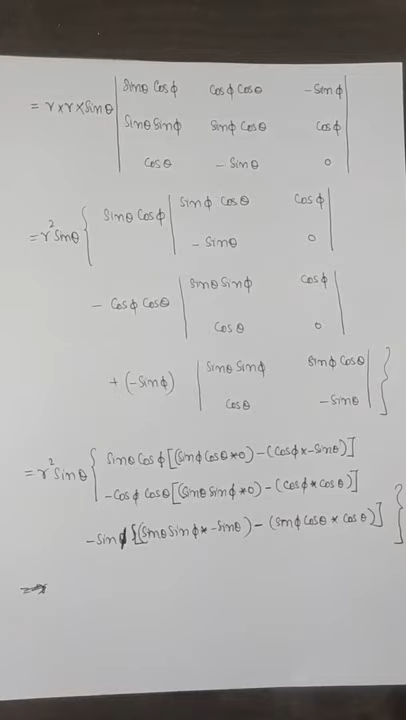 = r×r×Sinθ | Sinθ Cosϕ   Cosϕ Cosθ   -Sinϕ |
| Sinθ Sinϕ   Sinϕ Cosθ   Cosϕ |
| Cosθ   - Sinθ   0 |
= r² Sinθ { Sinθ Cosϕ | Sinϕ Cosθ   Cosϕ |
| - Sinθ   0 |
- Cosϕ Cosθ | Sinθ Sinϕ   Cosϕ |
| Cosθ   0 |
+ (-Sinϕ) | Sinθ Sinϕ   Sinϕ Cosθ |
| Cosθ   -Sinθ | }
= r² Sinθ { Sinθ Cosϕ [(Sinϕ Cosθ * 0) - (Cosϕ x -Sinθ)]
-Cosϕ Cosθ [(Sinθ Sinϕ * 0) - (Cosϕ * Cosθ)]
-Sinϕ [(Sinθ Sinϕ * -Sinθ) - (Sinϕ Cosθ * Cosθ)] }